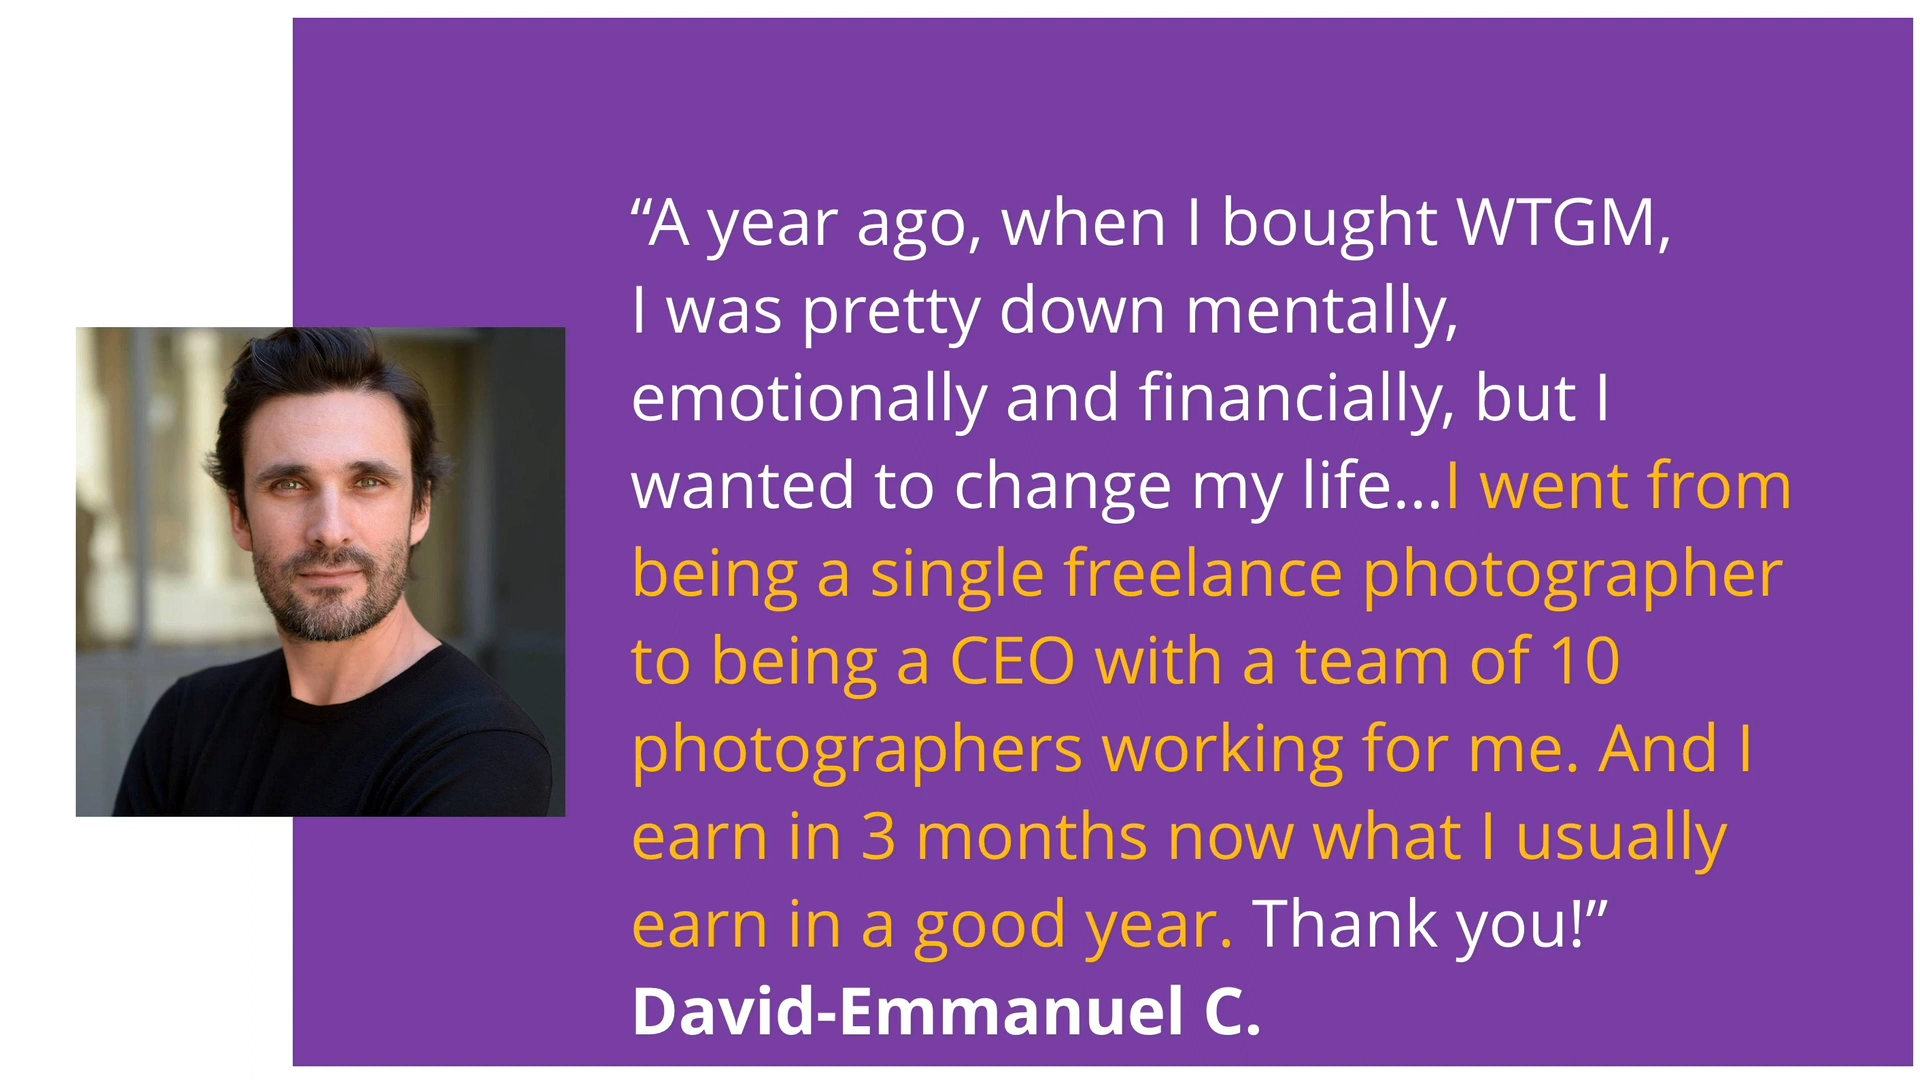 “A year ago, when I bought WTGM,
I was pretty down mentally,
emotionally and financially, but I
wanted to change my life...I went from
being a single freelance photographer
to being a CEO with a team of 10
photographers working for me. And I
earn in 3 months now what I usually
earn in a good year. Thank you!”
David-Emmanuel C.